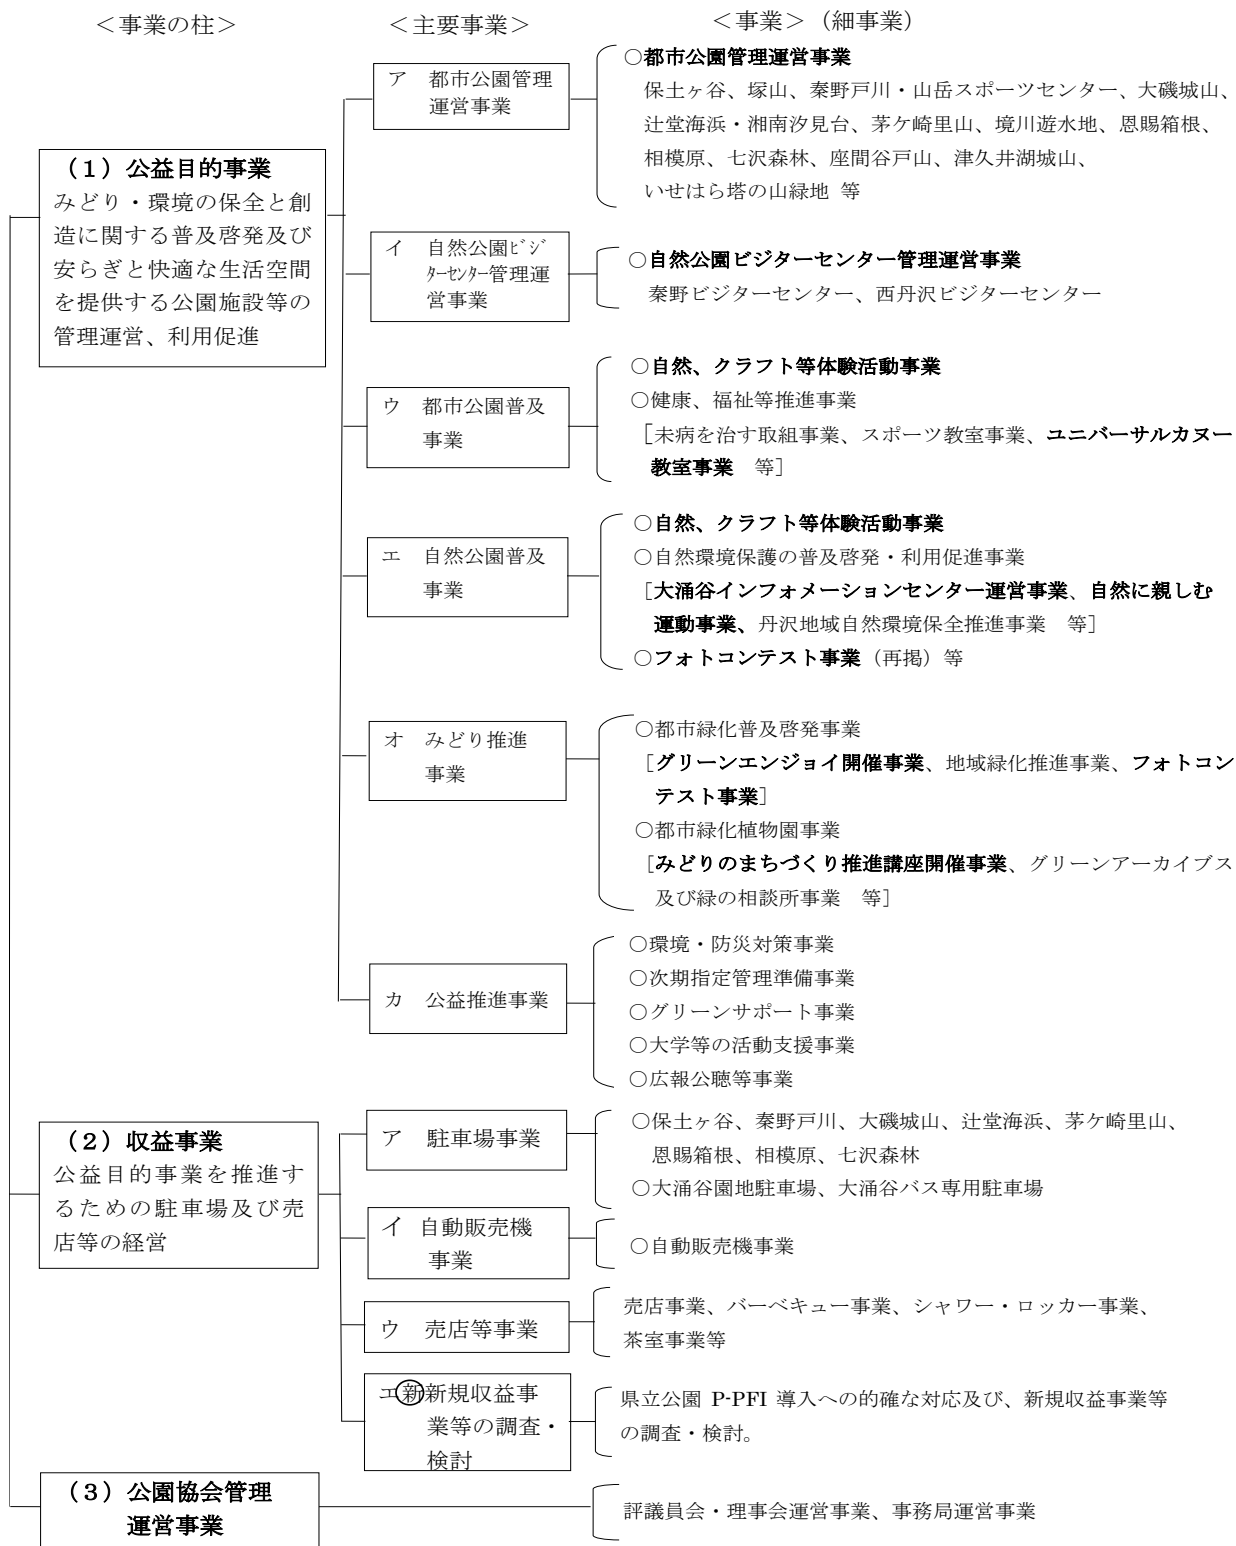 ＜事業の柱＞
＜主要事業＞
＜事業＞（細事業）
（１）公益目的事業
みどり・環境の保全と創
造に関する普及啓発及び
安らぎと快適な生活空間
を提供する公園施設等の
管理運営、利用促進
ア　都市公園管理
運営事業
○都市公園管理運営事業
保土ヶ谷、塚山、秦野戸川・山岳スポーツセンター、大磯城山、
辻堂海浜・湘南汐見台、茅ケ崎里山、境川遊水地、恩賜箱根、
相模原、七沢森林、座間谷戸山、津久井湖城山、
いせはら塔の山緑地 等
イ　自然公園ﾋﾞｼﾞ
ﾀｰｾﾝﾀｰ管理運
営事業
○自然公園ビジターセンター管理運営事業
秦野ビジターセンター、西丹沢ビジターセンター
ウ　都市公園普及
事業
○自然、クラフト等体験活動事業
○健康、福祉等推進事業
［未病を治す取組事業、スポーツ教室事業、ユニバーサルカヌー
教室事業　等］
エ　自然公園普及
事業
○自然、クラフト等体験活動事業
○自然環境保護の普及啓発・利用促進事業
［大涌谷インフォメーションセンター運営事業、自然に親しむ
運動事業、丹沢地域自然環境保全推進事業　等］
○フォトコンテスト事業（再掲）等
オ　みどり推進
事業
○都市緑化普及啓発事業
［グリーンエンジョイ開催事業、地域緑化推進事業、フォトコン
テスト事業］
○都市緑化植物園事業
［みどりのまちづくり推進講座開催事業、グリーンアーカイブス
及び緑の相談所事業　等］
カ　公益推進事業
○環境・防災対策事業
○次期指定管理準備事業
○グリーンサポート事業
○大学等の活動支援事業
○広報公聴等事業
（２）収益事業
公益目的事業を推進す
るための駐車場及び売
店等の経営
ア　駐車場事業
○保土ヶ谷、秦野戸川、大磯城山、辻堂海浜、茅ケ崎里山、
恩賜箱根、相模原、七沢森林
○大涌谷園地駐車場、大涌谷バス専用駐車場
イ　自動販売機
事業
○自動販売機事業
ウ　売店等事業
売店事業、バーベキュー事業、シャワー・ロッカー事業、
茶室事業等
エ㊟新規収益事
業等の調査・
検討
県立公園 P-PFI 導入への的確な対応及び、新規収益事業等
の調査・検討。
（３）公園協会管理
運営事業
評議員会・理事会運営事業、事務局運営事業